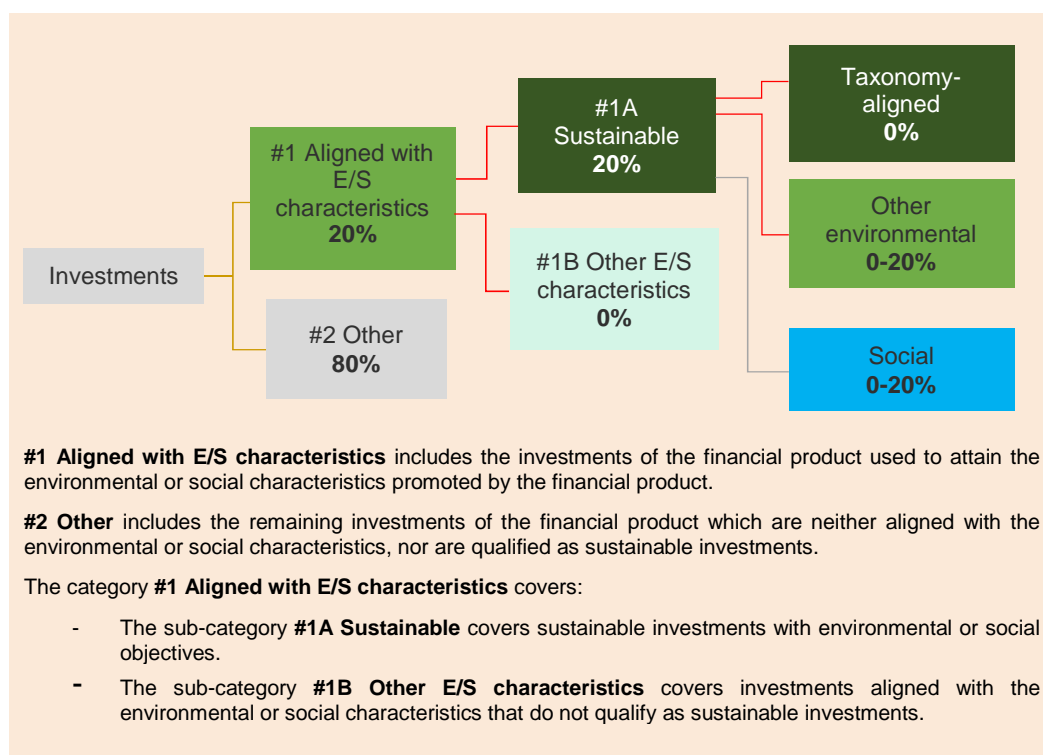 Investments
#1 Aligned with
E/S
characteristics
20%
#2 Other
80%
#1A
Sustainable
20%
#1B Other E/S
characteristics
0%
Taxonomy-
aligned
0%
Other
environmental
0-20%
Social
0-20%
#1 Aligned with E/S characteristics includes the investments of the financial product used to attain the
environmental or social characteristics promoted by the financial product.
#2 Other includes the remaining investments of the financial product which are neither aligned with the
environmental or social characteristics, nor are qualified as sustainable investments.
The category #1 Aligned with E/S characteristics covers:
- The sub-category #1A Sustainable covers sustainable investments with environmental or social
objectives.
- The sub-category #1B Other E/S characteristics covers investments aligned with the
environmental or social characteristics that do not qualify as sustainable investments.